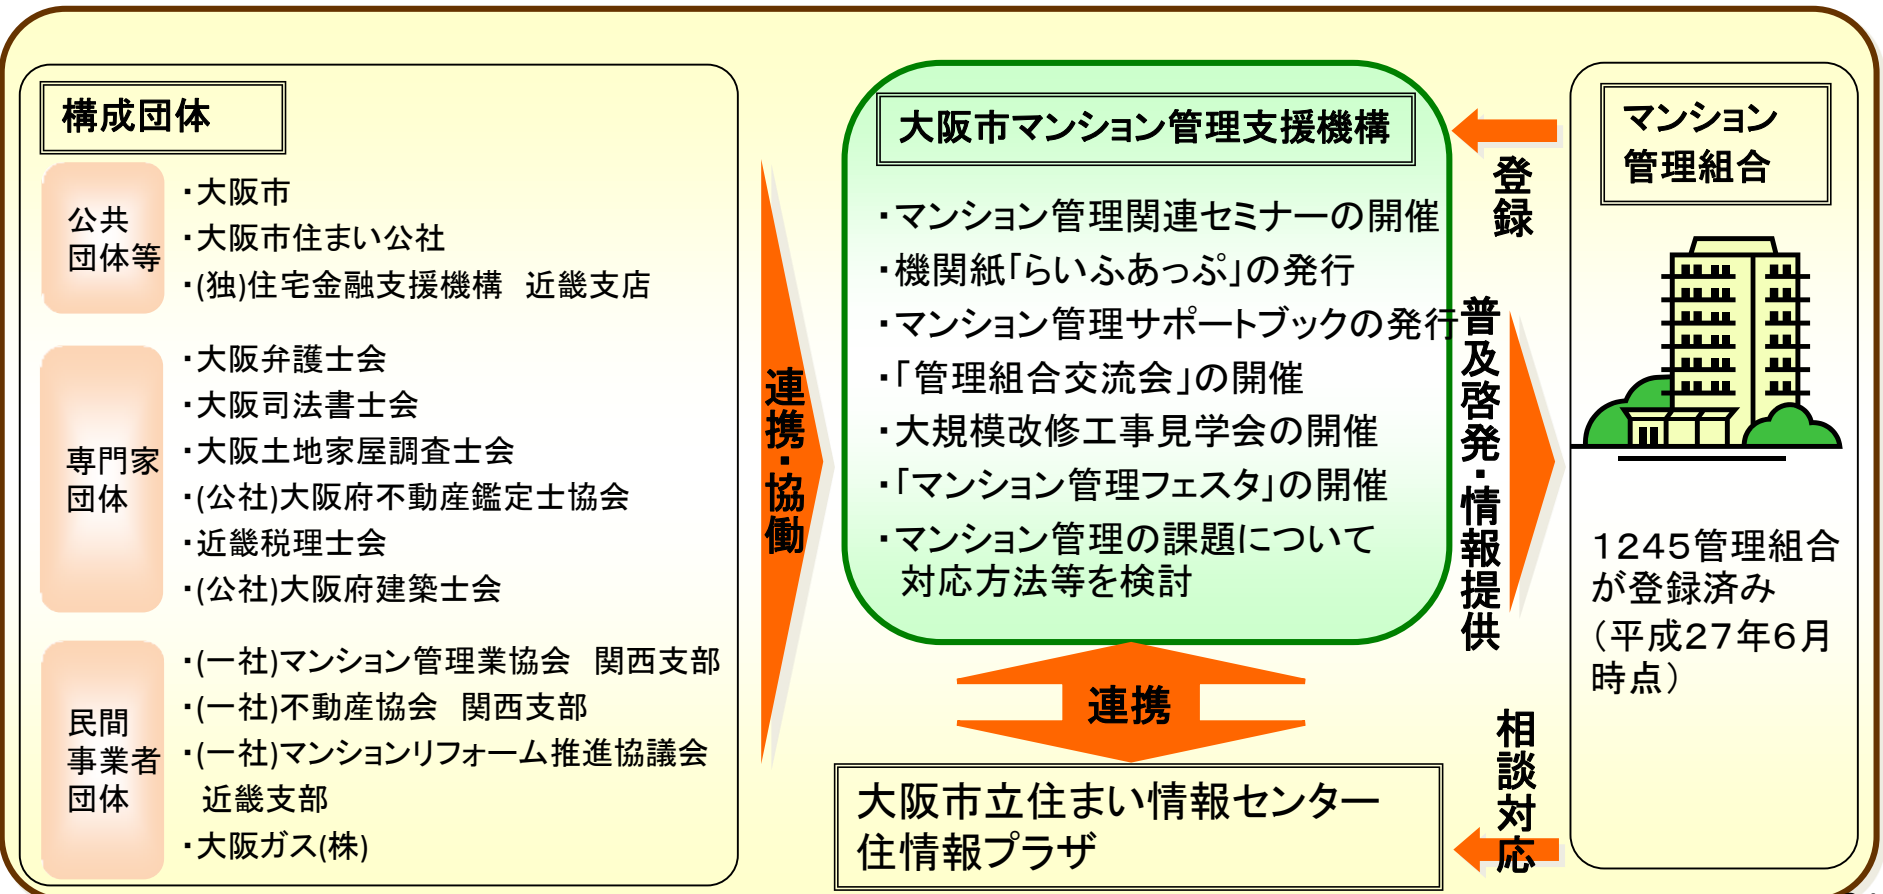 構成団体
公共
団体等
・大阪市
・大阪市住まい公社
・(独)住宅金融支援機構　近畿支店
専門家
団体
・大阪弁護士会
・大阪司法書士会
・大阪土地家屋調査士会
・(公社)大阪府不動産鑑定士協会
・近畿税理士会
・(公社)大阪府建築士会
民間
事業者
団体
・(一社)マンション管理業協会　関西支部
・(一社)不動産協会　関西支部
・(一社)マンションリフォーム推進協議会
近畿支部
・大阪ガス(株)
連携・協働
大阪市マンション管理支援機構
・マンション管理関連セミナーの開催
・機関紙「らいふあっぷ」の発行
・マンション管理サポートブックの発行
・「管理組合交流会」の開催
・大規模改修工事見学会の開催
・「マンション管理フェスタ」の開催
・マンション管理の課題について
対応方法等を検討
連携
大阪市立住まい情報センター
住情報プラザ
登録
普及啓発・情報提供
相談対応
マンション
管理組合
１２４５管理組合
が登録済み
（平成２７年６月
時点）